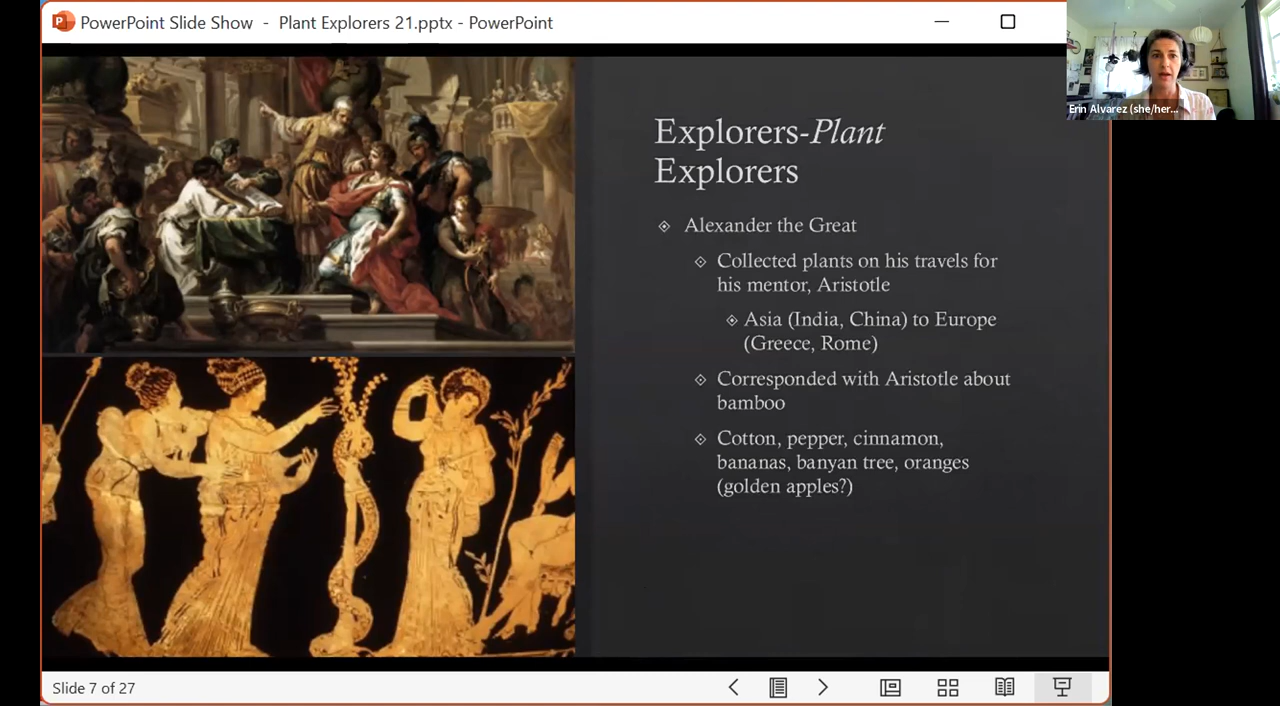 PowerPoint Slide Show - Plant Explorers 21.pptx - PowerPoint
Erin Alvarez (she/her...
Explorers-Plant
Explorers
Alexander the Great
Collected plants on his travels for
his mentor, Aristotle
Asia (India, China) to Europe
(Greece, Rome)
Corresponded with Aristotle about
bamboo
Cotton, pepper, cinnamon,
bananas, banyan tree, oranges
(golden apples?)
Slide 7 of 27